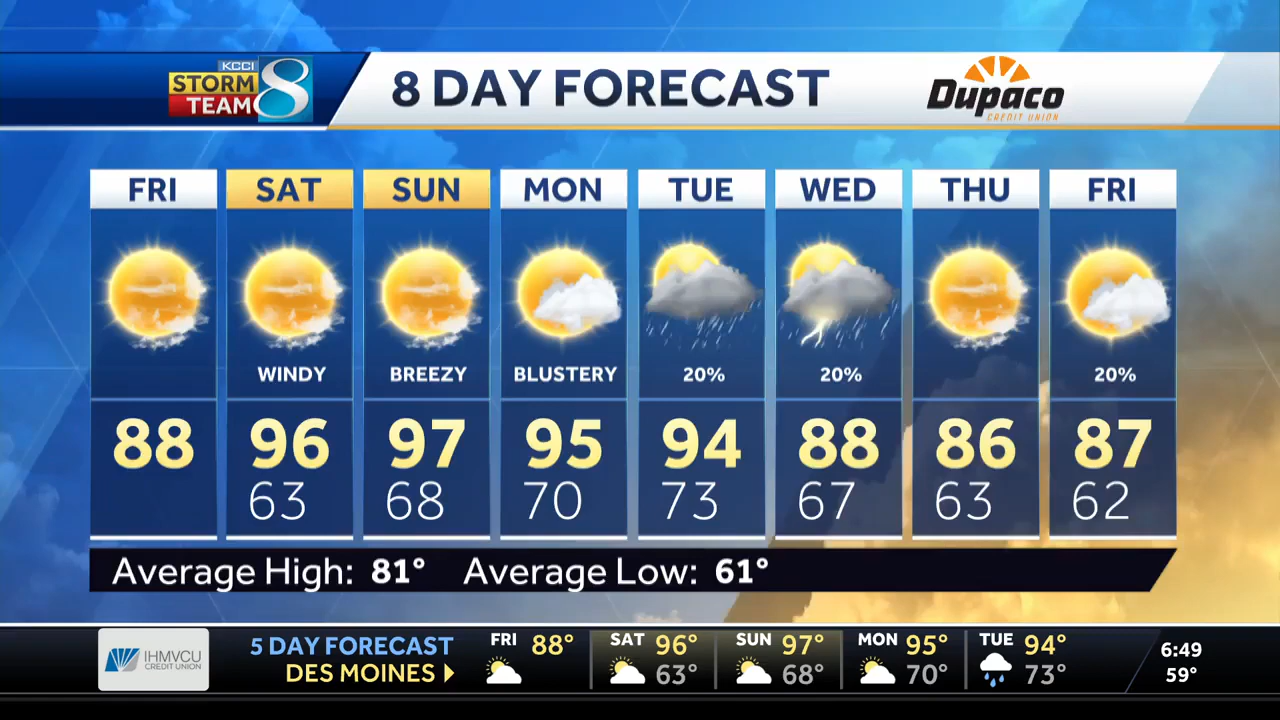 KCCI
STORM
TEAM 8
8 DAY FORECAST
Dupaco
CREDIT UNION
FRI SAT SUN MON TUE WED THU FRI
WINDY BREEZY BLUSTERY 20% 20% 20%
88 96 97 95 94 88 86 87
63 68 70 73 67 63 62
Average High: 81° Average Low: 61°
IHMVCU
CREDIT UNION
5 DAY FORECAST
DES MOINES
FRI 88° SAT 96° SUN 97° MON 95° TUE 94°
63° 68° 70° 73°
6:49
59°